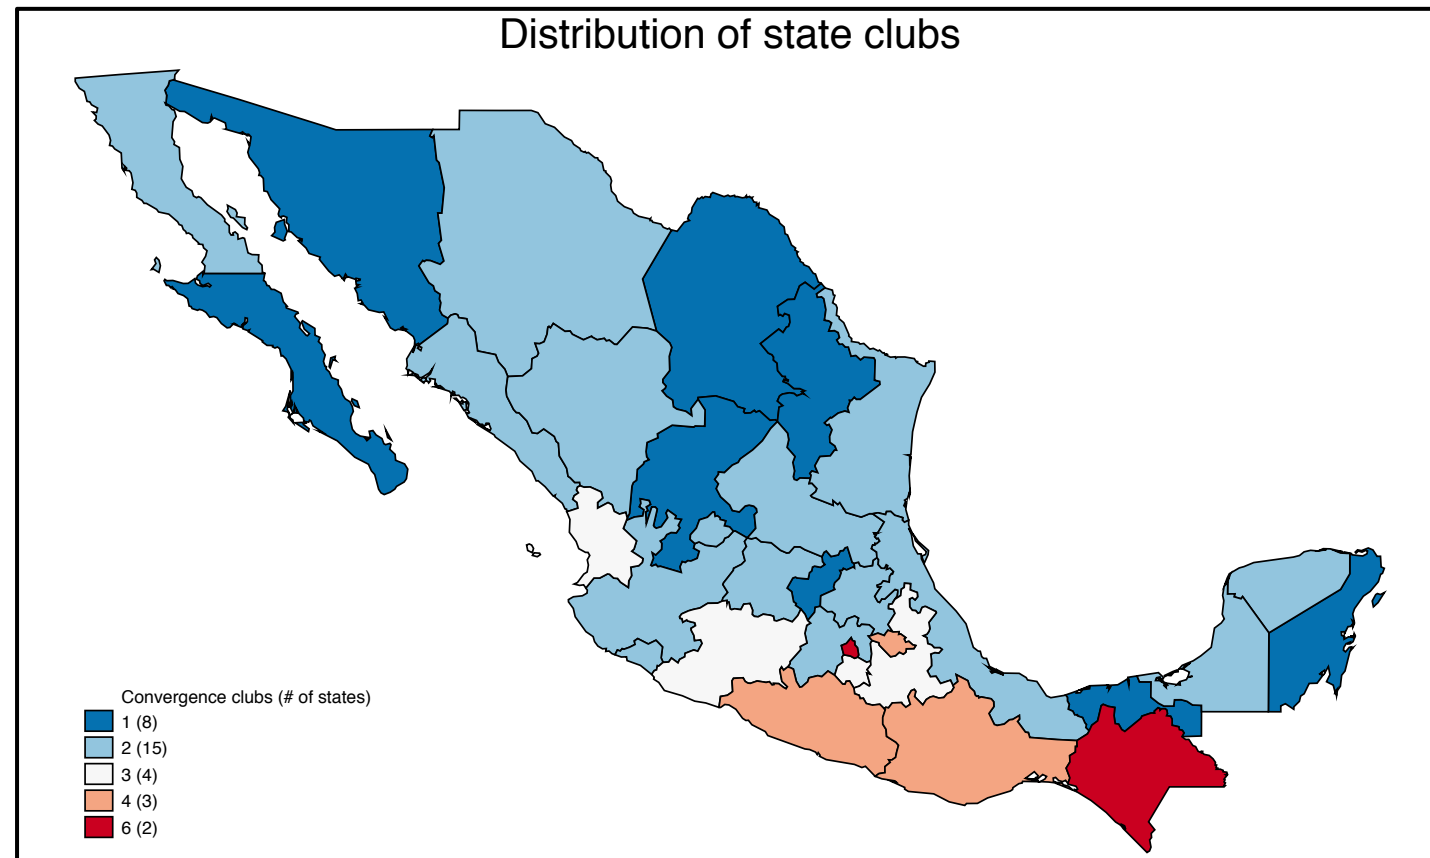 Distribution of state clubs
Convergence clubs (# of states)
1 (8)
2 (15)
3 (4)
4 (3)
6 (2)